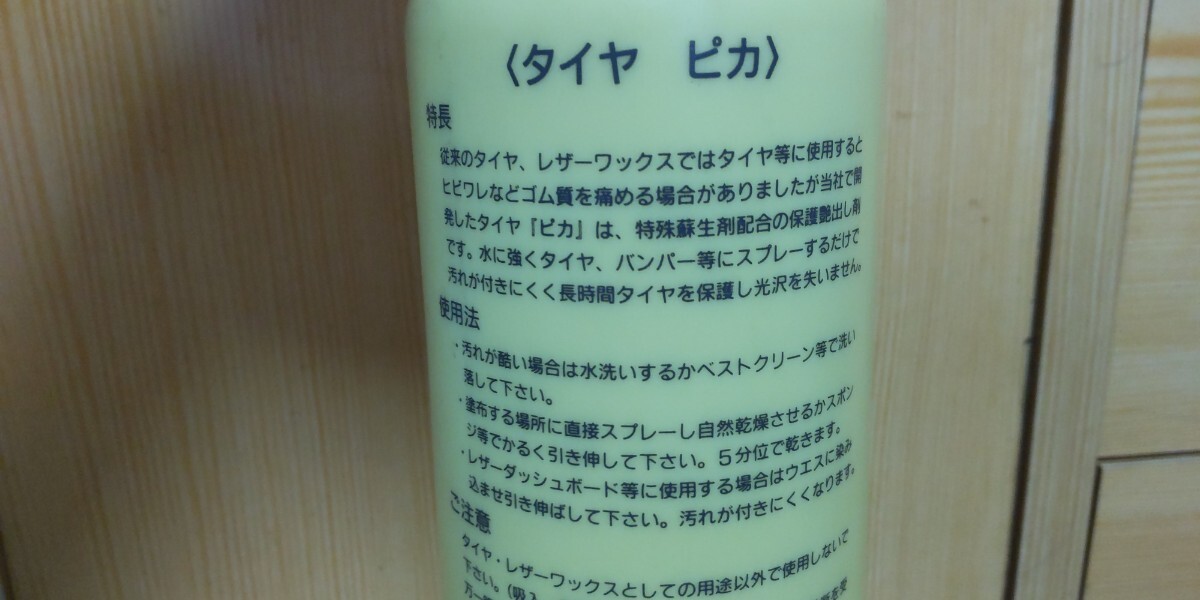 〈タイヤ　ピカ〉
特長
従来のタイヤ、レザーワックスではタイヤ等に使用すると
ヒビワレなどゴム質を痛める場合がありましたが当社で開
発したタイヤ『ピカ』は、特殊蘇生剤配合の保護艶出し剤
です。水に強くタイヤ、バンパー等にスプレーするだけで
汚れが付きにくく長時間タイヤを保護し光沢を失いません。
使用法
・汚れが酷い場合は水洗いするかベストクリーン等で洗い
落して下さい。
・塗布する場所に直接スプレーし自然乾燥させるかスポン
ジ等でかるく引き伸して下さい。5分位で乾きます。
・レザーダッシュボード等に使用する場合はウエスに染み
込ませ引き伸ばして下さい。汚れが付きにくくなります。
ご注意
タイヤ・レザーワックスとしての用途以外で使用しないで
下さい。(吸入
万一